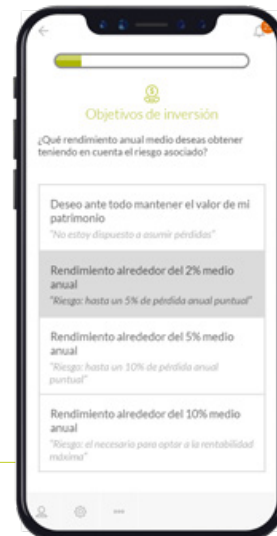 Objetivos de inversión
¿Qué rendimiento anual medio deseas obtener
teniendo en cuenta el riesgo asociado?
Deseo ante todo mantener el valor de mi
patrimonio
"No estoy dispuesto a asumir pérdidas"
Rendimiento alrededor del 2% medio
anual
"Riesgo: hasta un 5% de pérdida anual puntual"
Rendimiento alrededor del 5% medio
anual
"Riesgo: hasta un 10% de pérdida anual
puntual"
Rendimiento alrededor del 10% medio
anual
"Riesgo: el necesario para optar a la rentabilidad
máxima"